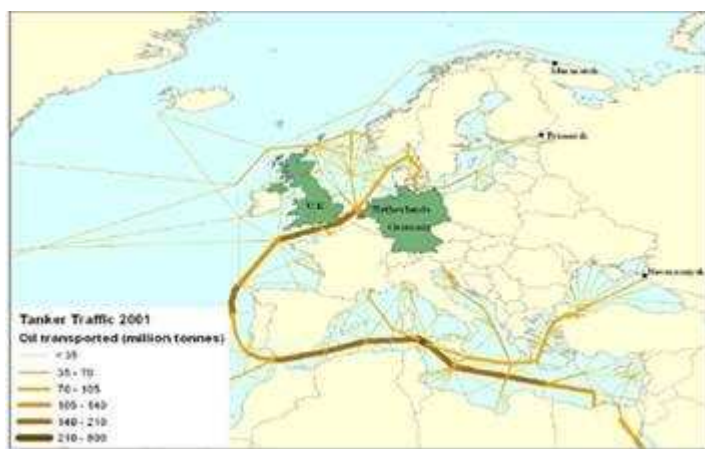 Murmansk
Primorsk
U.K
Netherlands
Germany
Novorossiysk
Tanker Traffic 2001
Oil transported (million tonnes)
< 35
35 - 70
70 - 105
105 - 140
140 - 210
210 - 800